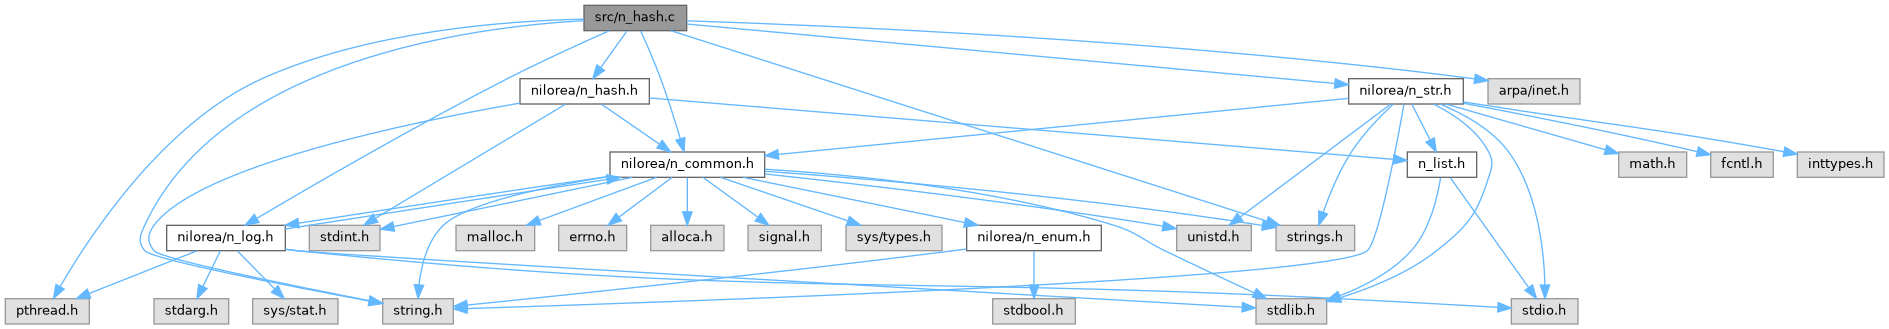 src/n_hash.c
nilorea/n_hash.h
nilorea/n_str.h
arpa/inet.h
nilorea/n_common.h
n_list.h
math.h
fcntl.h
inttypes.h
nilorea/n_log.h
stdint.h
malloc.h
errno.h
alloca.h
signal.h
sys/types.h
nilorea/n_enum.h
unistd.h
strings.h
pthread.h
stdarg.h
sys/stat.h
string.h
stdbool.h
stdlib.h
stdio.h